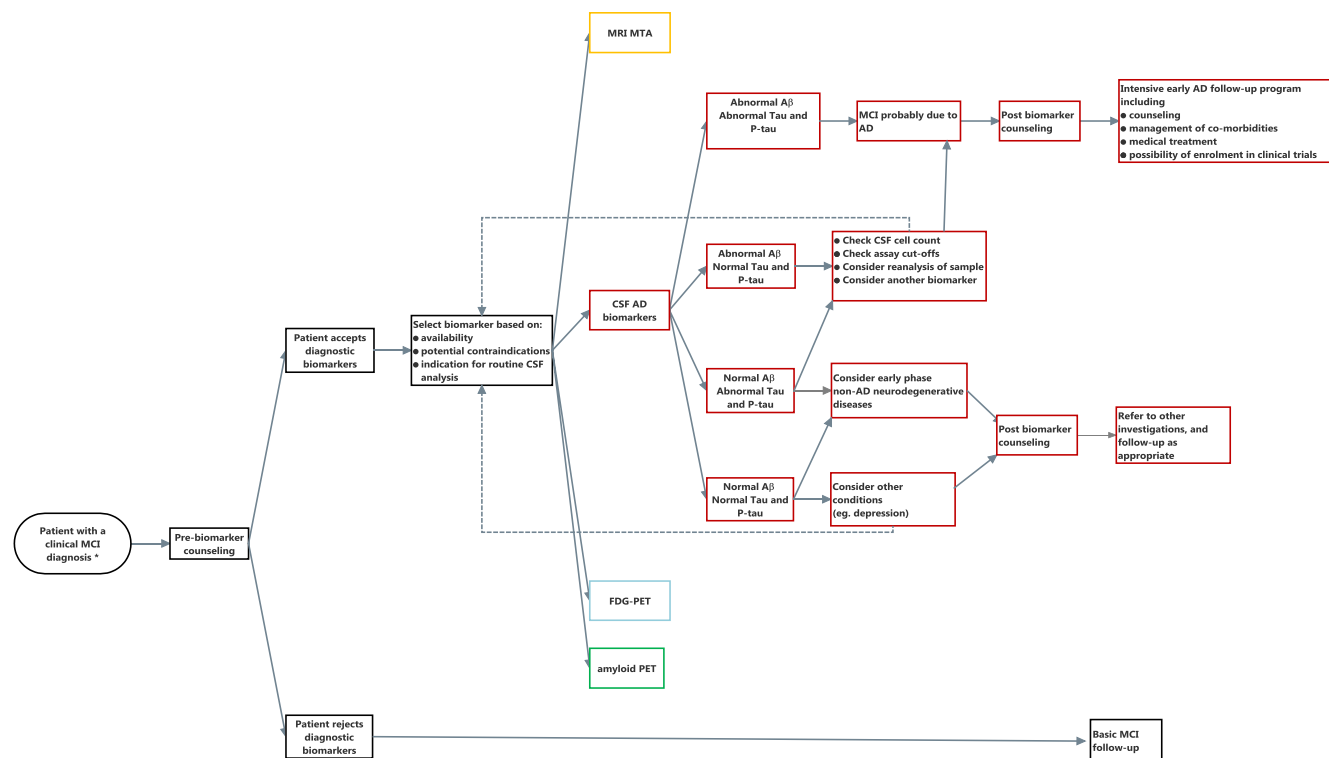 MRI MTA
Abnormal Aβ
Abnormal Tau and
P-tau
MCI probably due to
AD
Post biomarker
counseling
Intensive early AD follow-up program
including
● counseling
● management of co-morbidities
● medical treatment
● possibility of enrolment in clinical trials
Abnormal Aβ
Normal Tau and
P-tau
● Check CSF cell count
● Check assay cut-offs
● Consider reanalysis of sample
● Consider another biomarker
CSF AD
biomarkers
Patient accepts
diagnostic
biomarkers
Select biomarker based on:
● availability
● potential contraindications
● indication for routine CSF
analysis
Normal Aβ
Abnormal Tau
and P-tau
Consider early phase
non-AD neurodegenerative
diseases
Post biomarker
counseling
Refer to other
investigations, and
follow-up as
appropriate
Normal Aβ
Normal Tau and
P-tau
Consider other
conditions
(eg. depression)
Patient with a
clinical MCI
diagnosis *
Pre-biomarker
counseling
FDG-PET
amyloid PET
Patient rejects
diagnostic
biomarkers
Basic MCI
follow-up